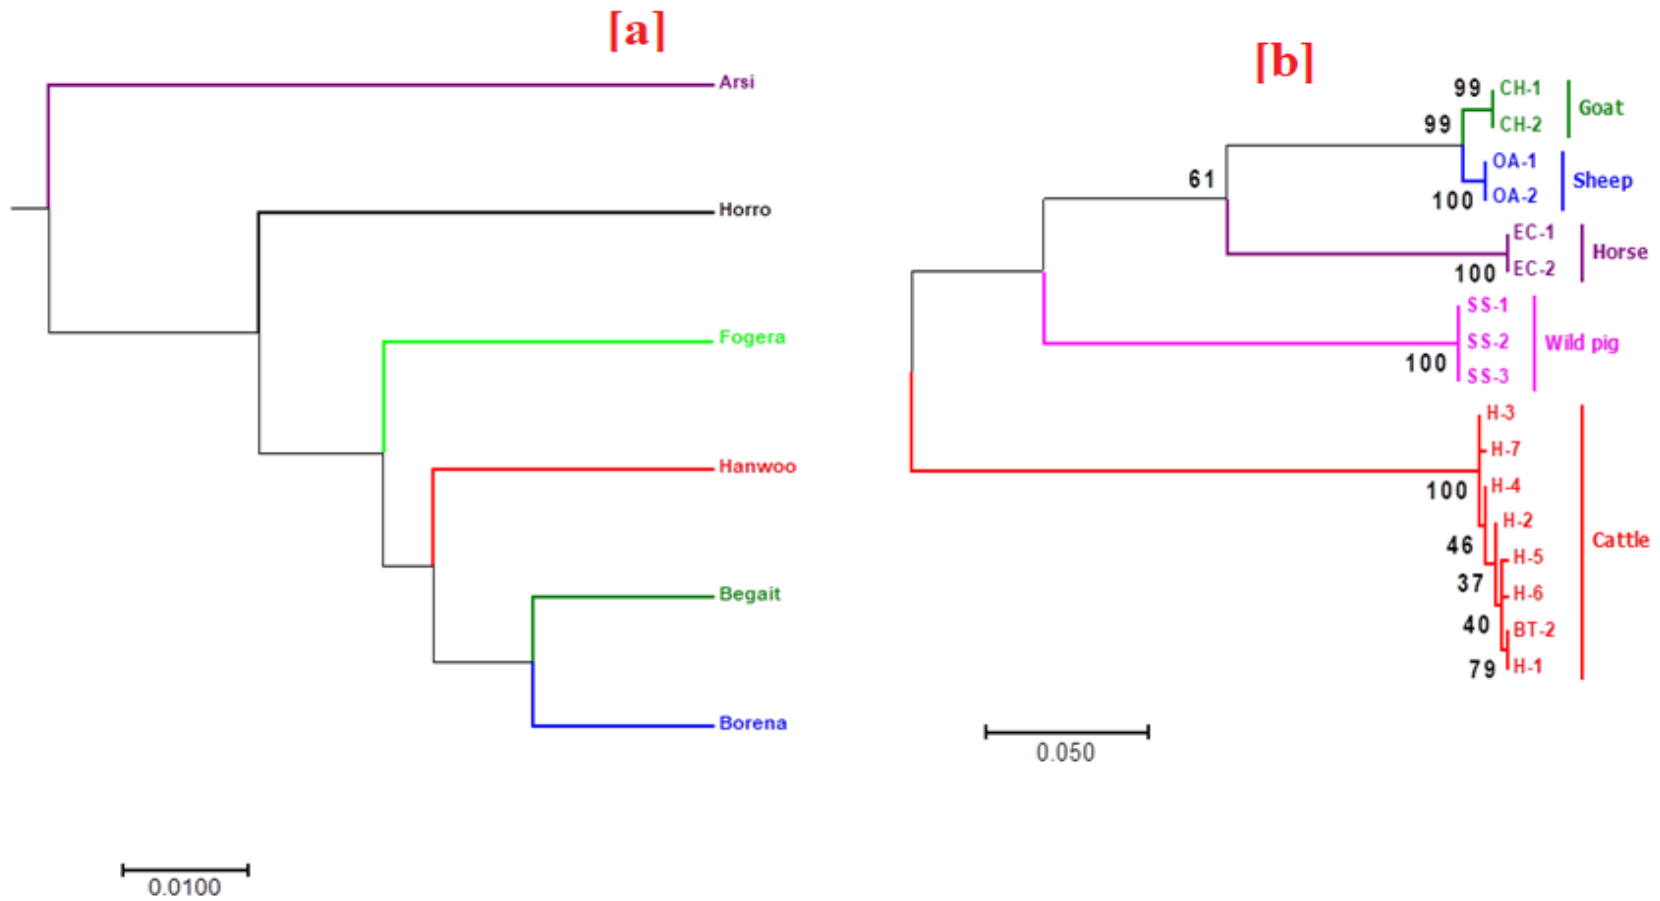 [a]
Arsi
Horro
Fogera
Hanwoo
Begait
Borena
0.0100
[b]
99
CH-1
Goat
99
CH-2
OA-1
Sheep
61
100
OA-2
EC-1
Horse
100
EC-2
SS-1
SS-2
Wild pig
100
SS-3
H-3
H-7
100
H-4
H-2
46
Cattle
H-5
37
H-6
40
BT-2
79
H-1
0.050